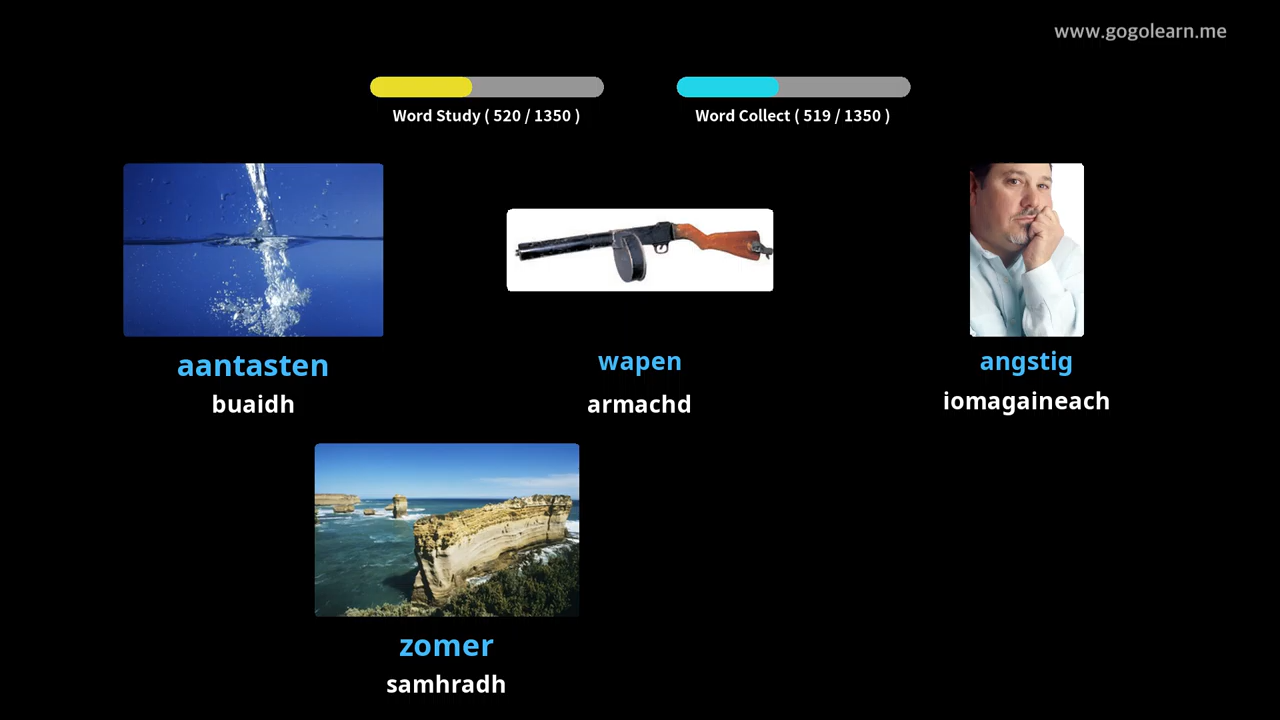 www.gogolearn.me
Word Study ( 520 / 1350 )
Word Collect ( 519 / 1350 )
aantasten
buaidh
wapen
armachd
angstig
iomagaineach
zomer
samhradh